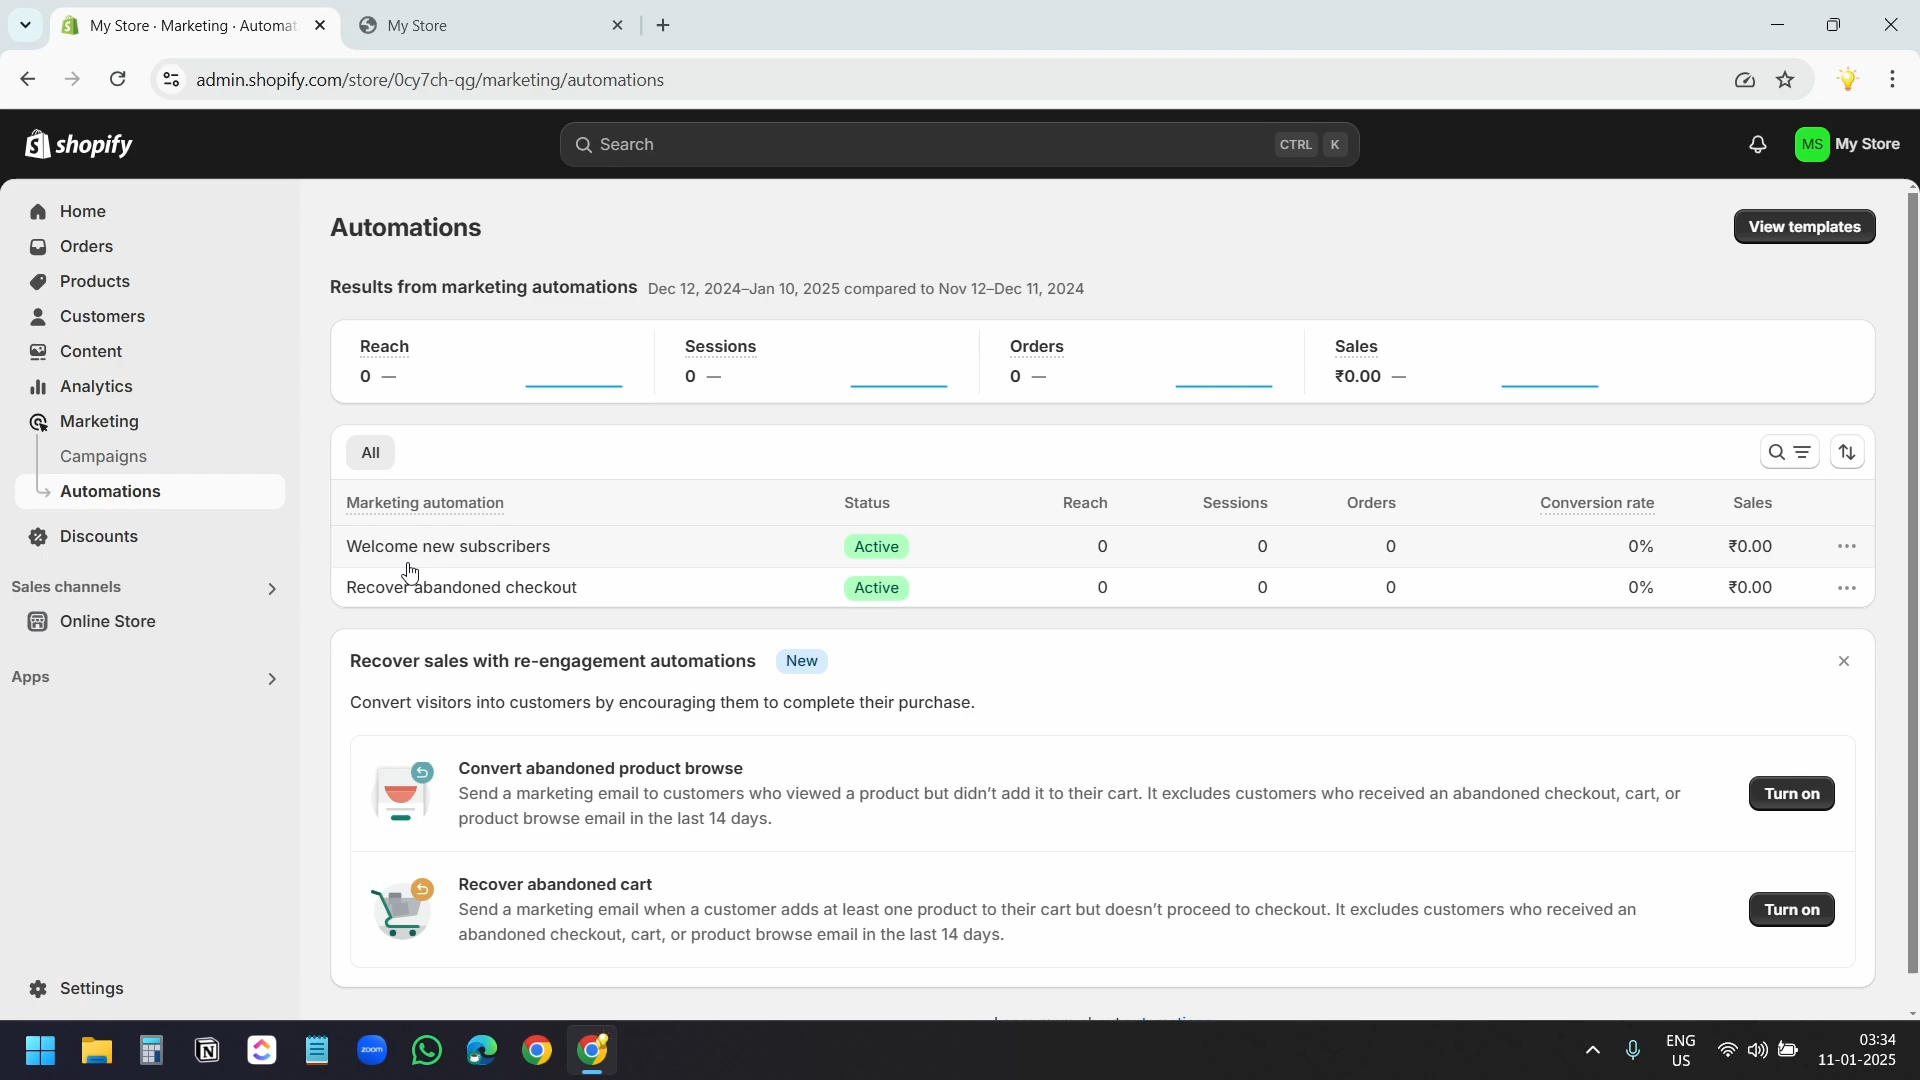 My Store · Marketing · Automat
My Store
admin.shopify.com/store/0cy7ch-qg/marketing/automations
shopify
Search
CTRL K
MS My Store
Home
Orders
Products
Customers
Content
Analytics
Marketing
Campaigns
Automations
Discounts
Sales channels
Online Store
Apps
Settings
Automations
View templates
Results from marketing automations Dec 12, 2024–Jan 10, 2025 compared to Nov 12–Dec 11, 2024
Reach Sessions Orders Sales
0 — 0 — 0 — ₹0.00 —
All
Marketing automation Status Reach Sessions Orders Conversion rate Sales
Welcome new subscribers Active 0 0 0 0% ₹0.00
Recover abandoned checkout Active 0 0 0 0% ₹0.00
Recover sales with re-engagement automations New
Convert visitors into customers by encouraging them to complete their purchase.
Convert abandoned product browse
Send a marketing email to customers who viewed a product but didn’t add it to their cart. It excludes customers who received an abandoned checkout, cart, or
product browse email in the last 14 days.
Turn on
Recover abandoned cart
Send a marketing email when a customer adds at least one product to their cart but doesn’t proceed to checkout. It excludes customers who received an
abandoned checkout, cart, or product browse email in the last 14 days.
Turn on
zoom
ENG
US
03:34
11-01-2025